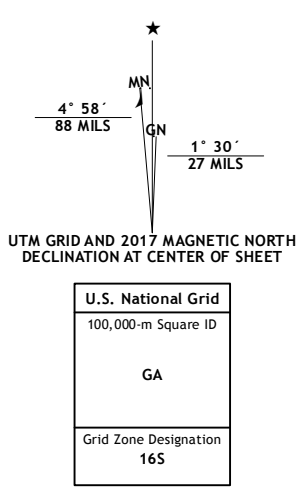 ★
MN
4° 58´
88 MILS
GN
1° 30´
27 MILS
UTM GRID AND 2017 MAGNETIC NORTH
DECLINATION AT CENTER OF SHEET
U.S. National Grid
100,000-m Square ID
GA
Grid Zone Designation
16S